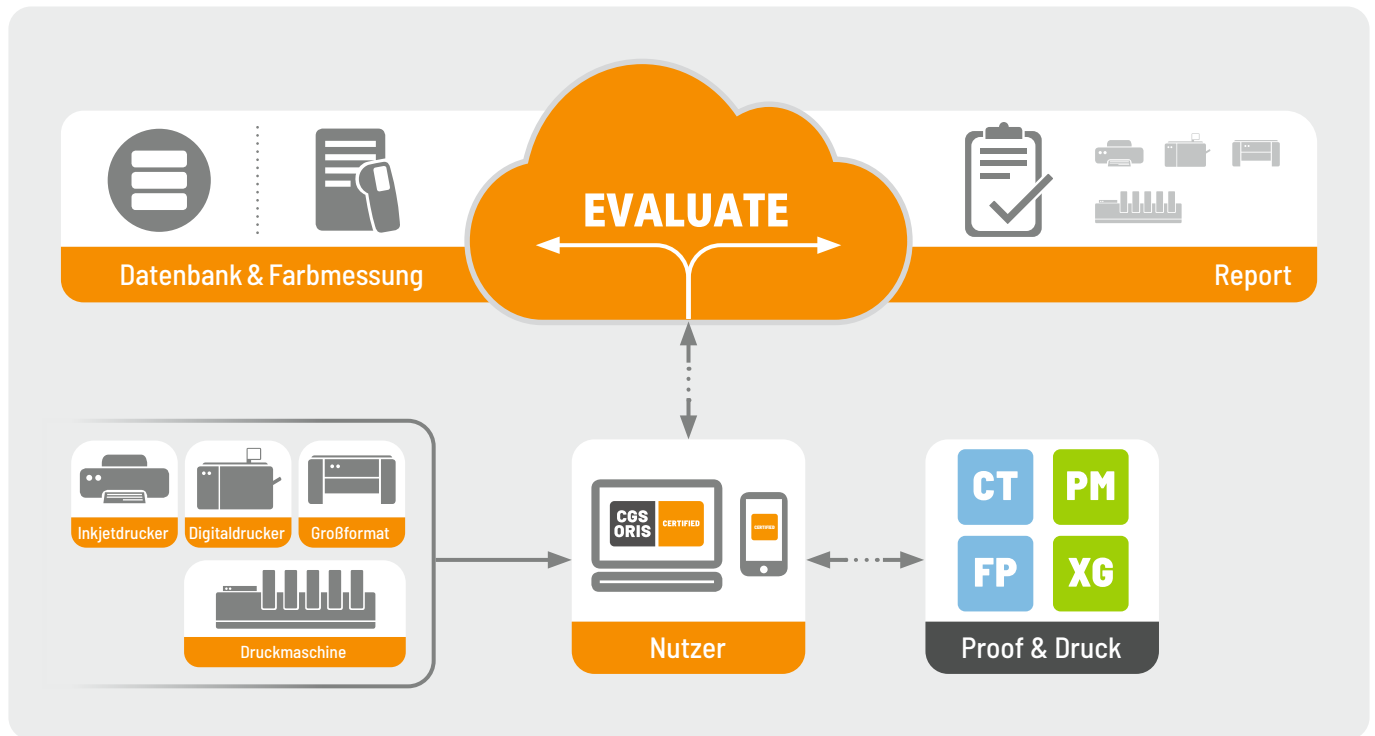 EVALUATE
Datenbank & Farbmessung
Report
Inkjetdrucker
Digitaldrucker
Großformat
Druckmaschine
CGS
ORIS
CERTIFIED
CERTIFIED
Nutzer
CT
PM
FP
XG
Proof & Druck